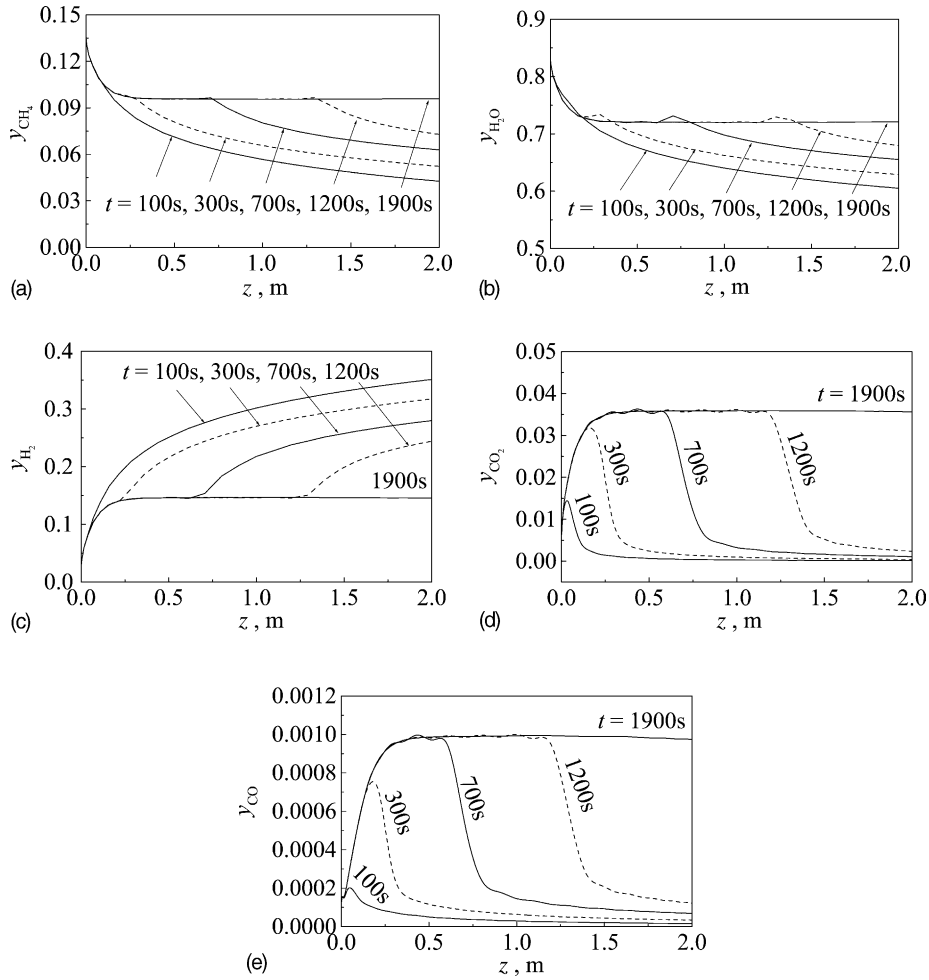 0.15
0.12
0.09
0.06
0.03
0.00
y_CH₄
t = 100s, 300s, 700s, 1200s, 1900s
0.0 0.5 1.0 1.5 2.0
z , m
(a)
0.9
0.8
0.7
0.6
0.5
y_H₂O
t = 100s, 300s, 700s, 1200s, 1900s
0.0 0.5 1.0 1.5 2.0
z , m
(b)
0.4
0.3
0.2
0.1
0.0
y_H₂
t = 100s, 300s, 700s, 1200s
1900s
0.0 0.5 1.0 1.5 2.0
z , m
(c)
0.05
0.04
0.03
0.02
0.01
0.00
y_CO₂
t = 1900s
100s
300s
700s
1200s
0.0 0.5 1.0 1.5 2.0
z , m
(d)
0.0012
0.0010
0.0008
0.0006
0.0004
0.0002
0.0000
y_CO
t = 1900s
100s
300s
700s
1200s
0.0 0.5 1.0 1.5 2.0
z , m
(e)